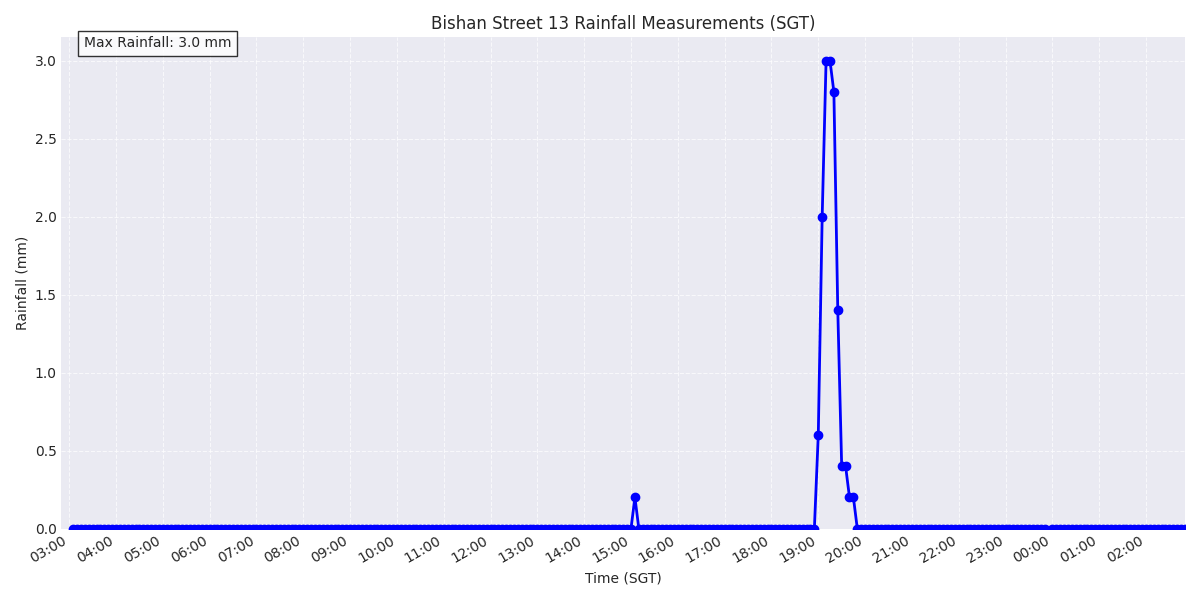 Bishan Street 13 Rainfall Measurements (SGT)
Max Rainfall: 3.0 mm
3.0
2.5
2.0
1.5
1.0
0.5
0.0
Rainfall (mm)
03:00 04:00 05:00 06:00 07:00 08:00 09:00 10:00 11:00 12:00 13:00 14:00 15:00 16:00 17:00 18:00 19:00 20:00 21:00 22:00 23:00 00:00 01:00 02:00
Time (SGT)